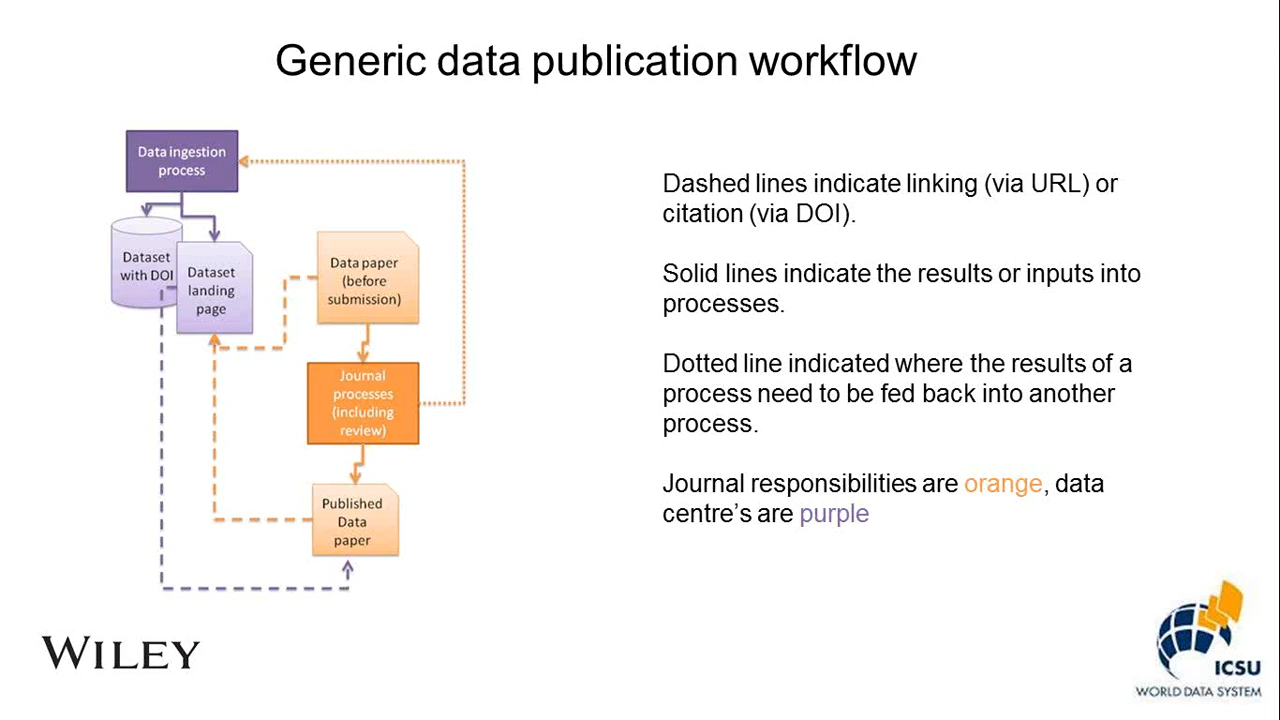 Generic data publication workflow
Data ingestion
process
Dataset
with DOI
Dataset
landing
page
Data paper
(before
submission)
Journal
processes
(including
review)
Published
Data
paper
Dashed lines indicate linking (via URL) or
citation (via DOI).
Solid lines indicate the results or inputs into
processes.
Dotted line indicated where the results of a
process need to be fed back into another
process.
Journal responsibilities are orange, data
centre’s are purple
WILEY
ICSU
WORLD DATA SYSTEM